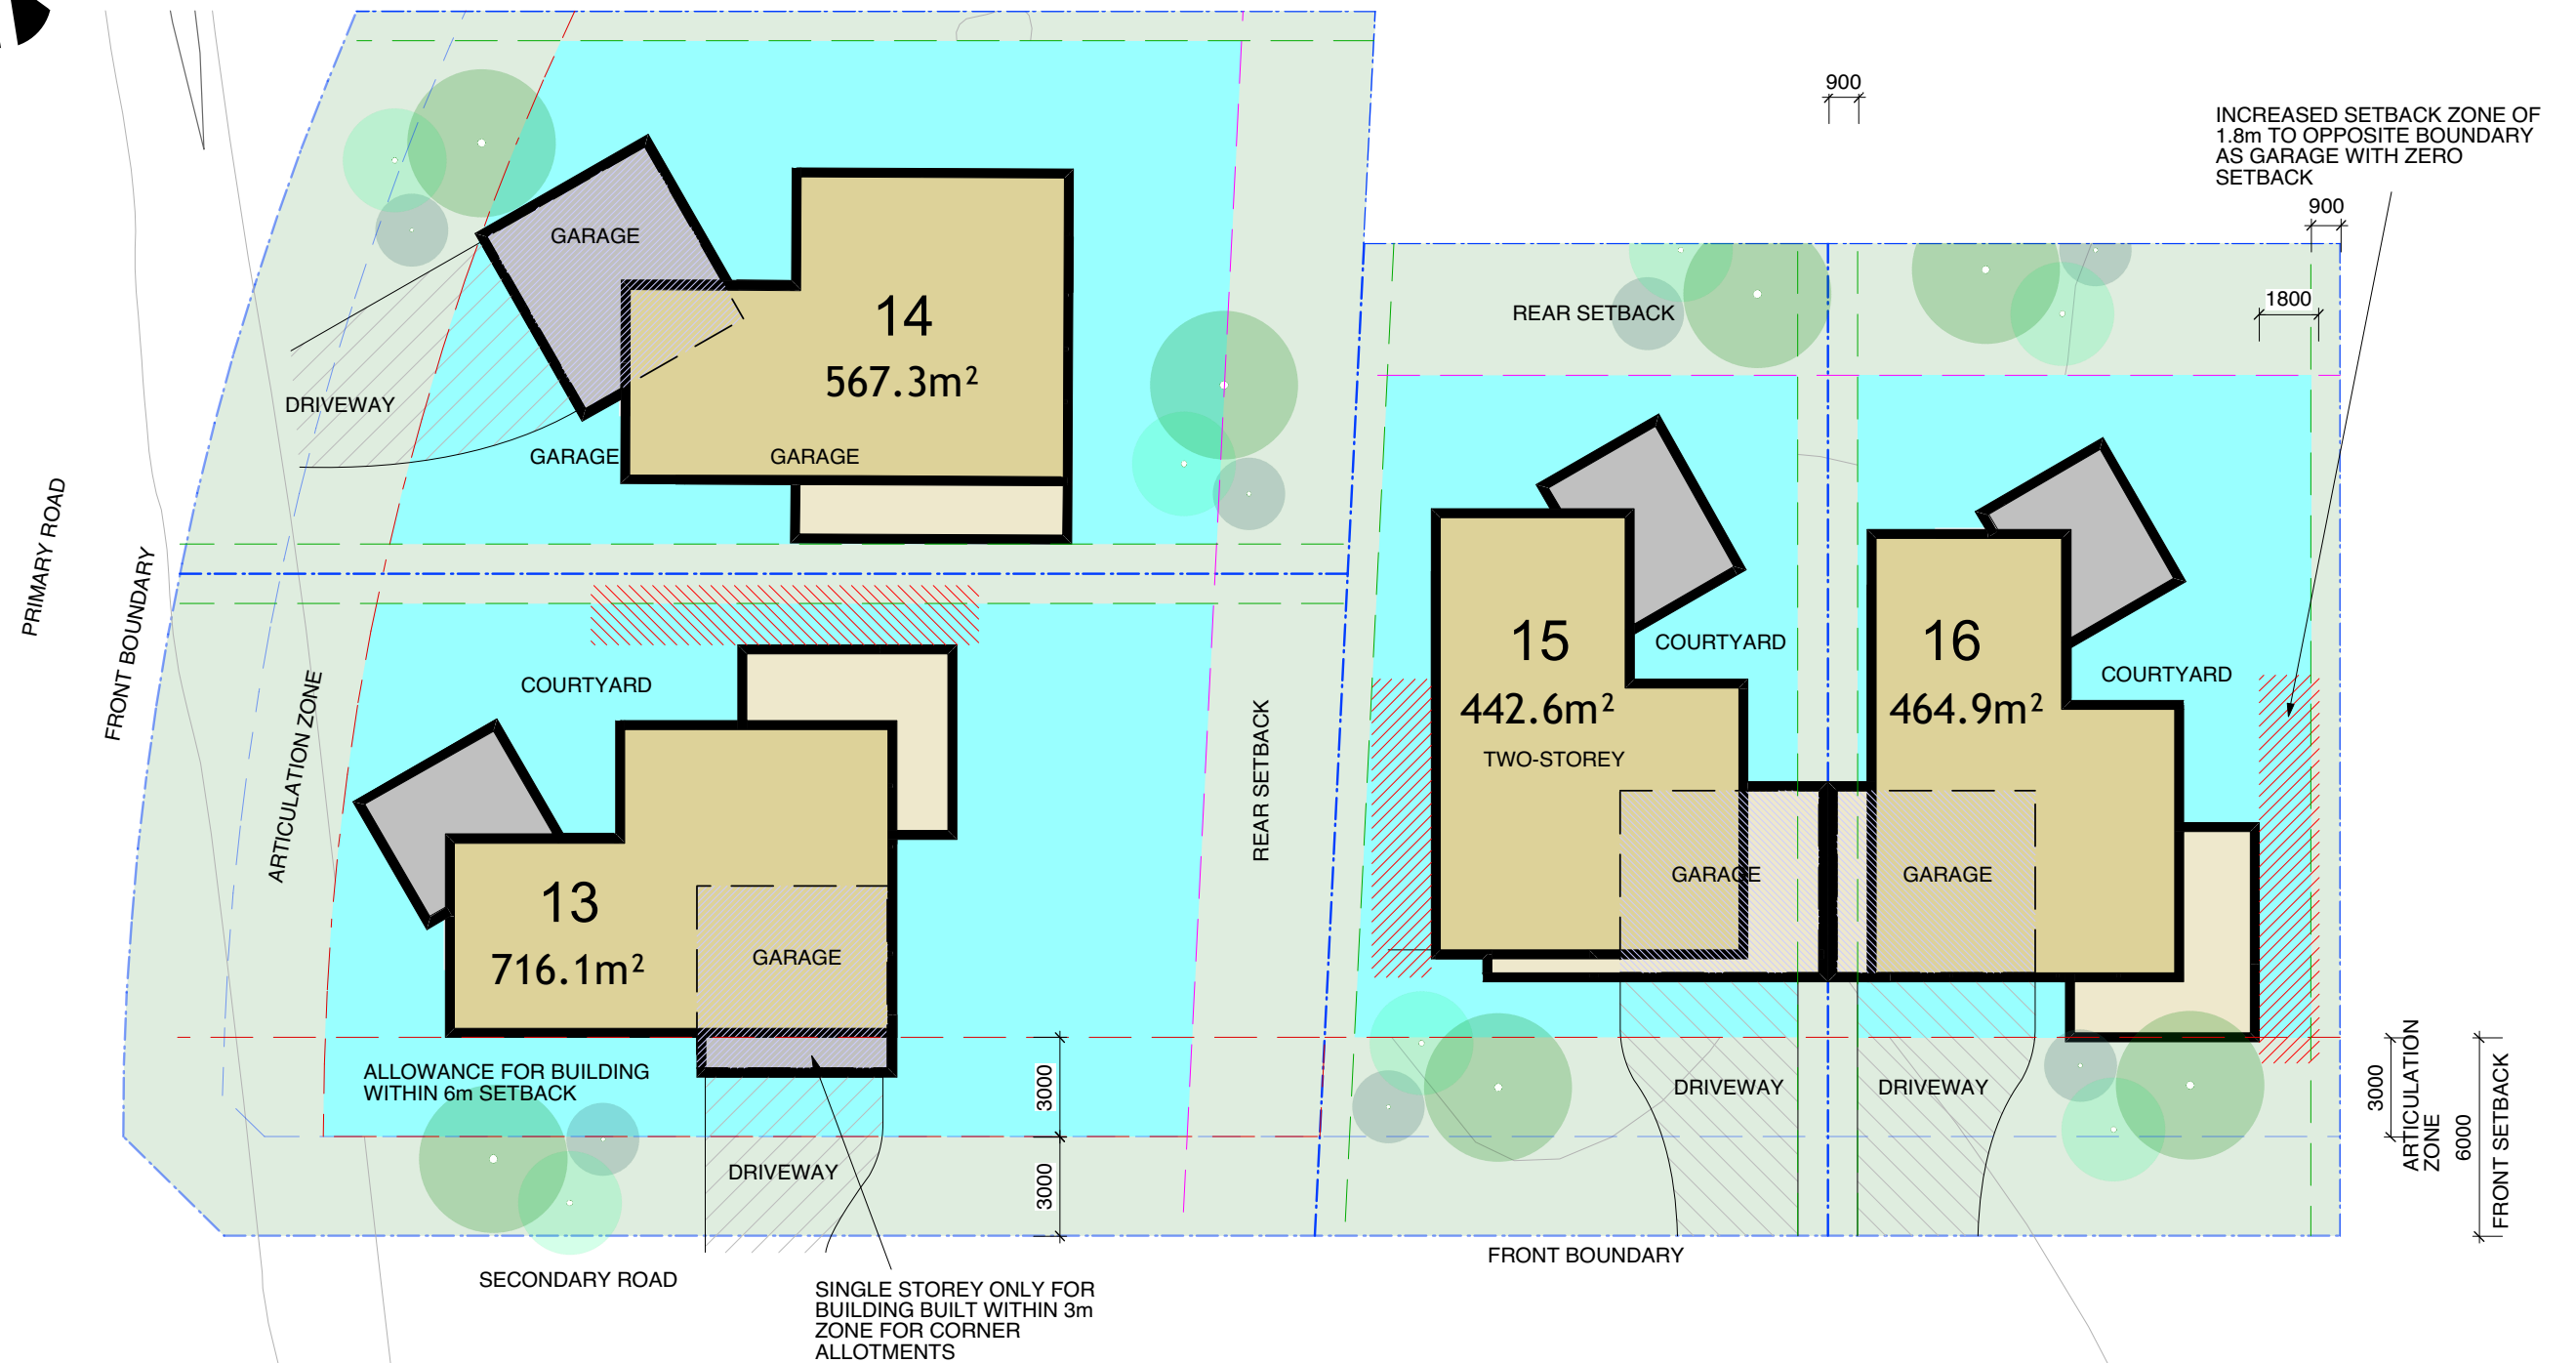 900
INCREASED SETBACK ZONE OF
1.8m TO OPPOSITE BOUNDARY
AS GARAGE WITH ZERO
SETBACK
900
1800
GARAGE
14
567.3m²
REAR SETBACK
DRIVEWAY
GARAGE
GARAGE
PRIMARY ROAD
FRONT BOUNDARY
ARTICULATION ZONE
COURTYARD
REAR SETBACK
15
442.6m²
TWO-STOREY
COURTYARD
16
464.9m²
COURTYARD
13
716.1m²
GARAGE
GARAGE
GARAGE
ALLOWANCE FOR BUILDING
WITHIN 6m SETBACK
3000
3000
DRIVEWAY
DRIVEWAY
DRIVEWAY
3000
ARTICULATION
ZONE
6000
FRONT SETBACK
SECONDARY ROAD
FRONT BOUNDARY
SINGLE STOREY ONLY FOR
BUILDING BUILT WITHIN 3m
ZONE FOR CORNER
ALLOTMENTS